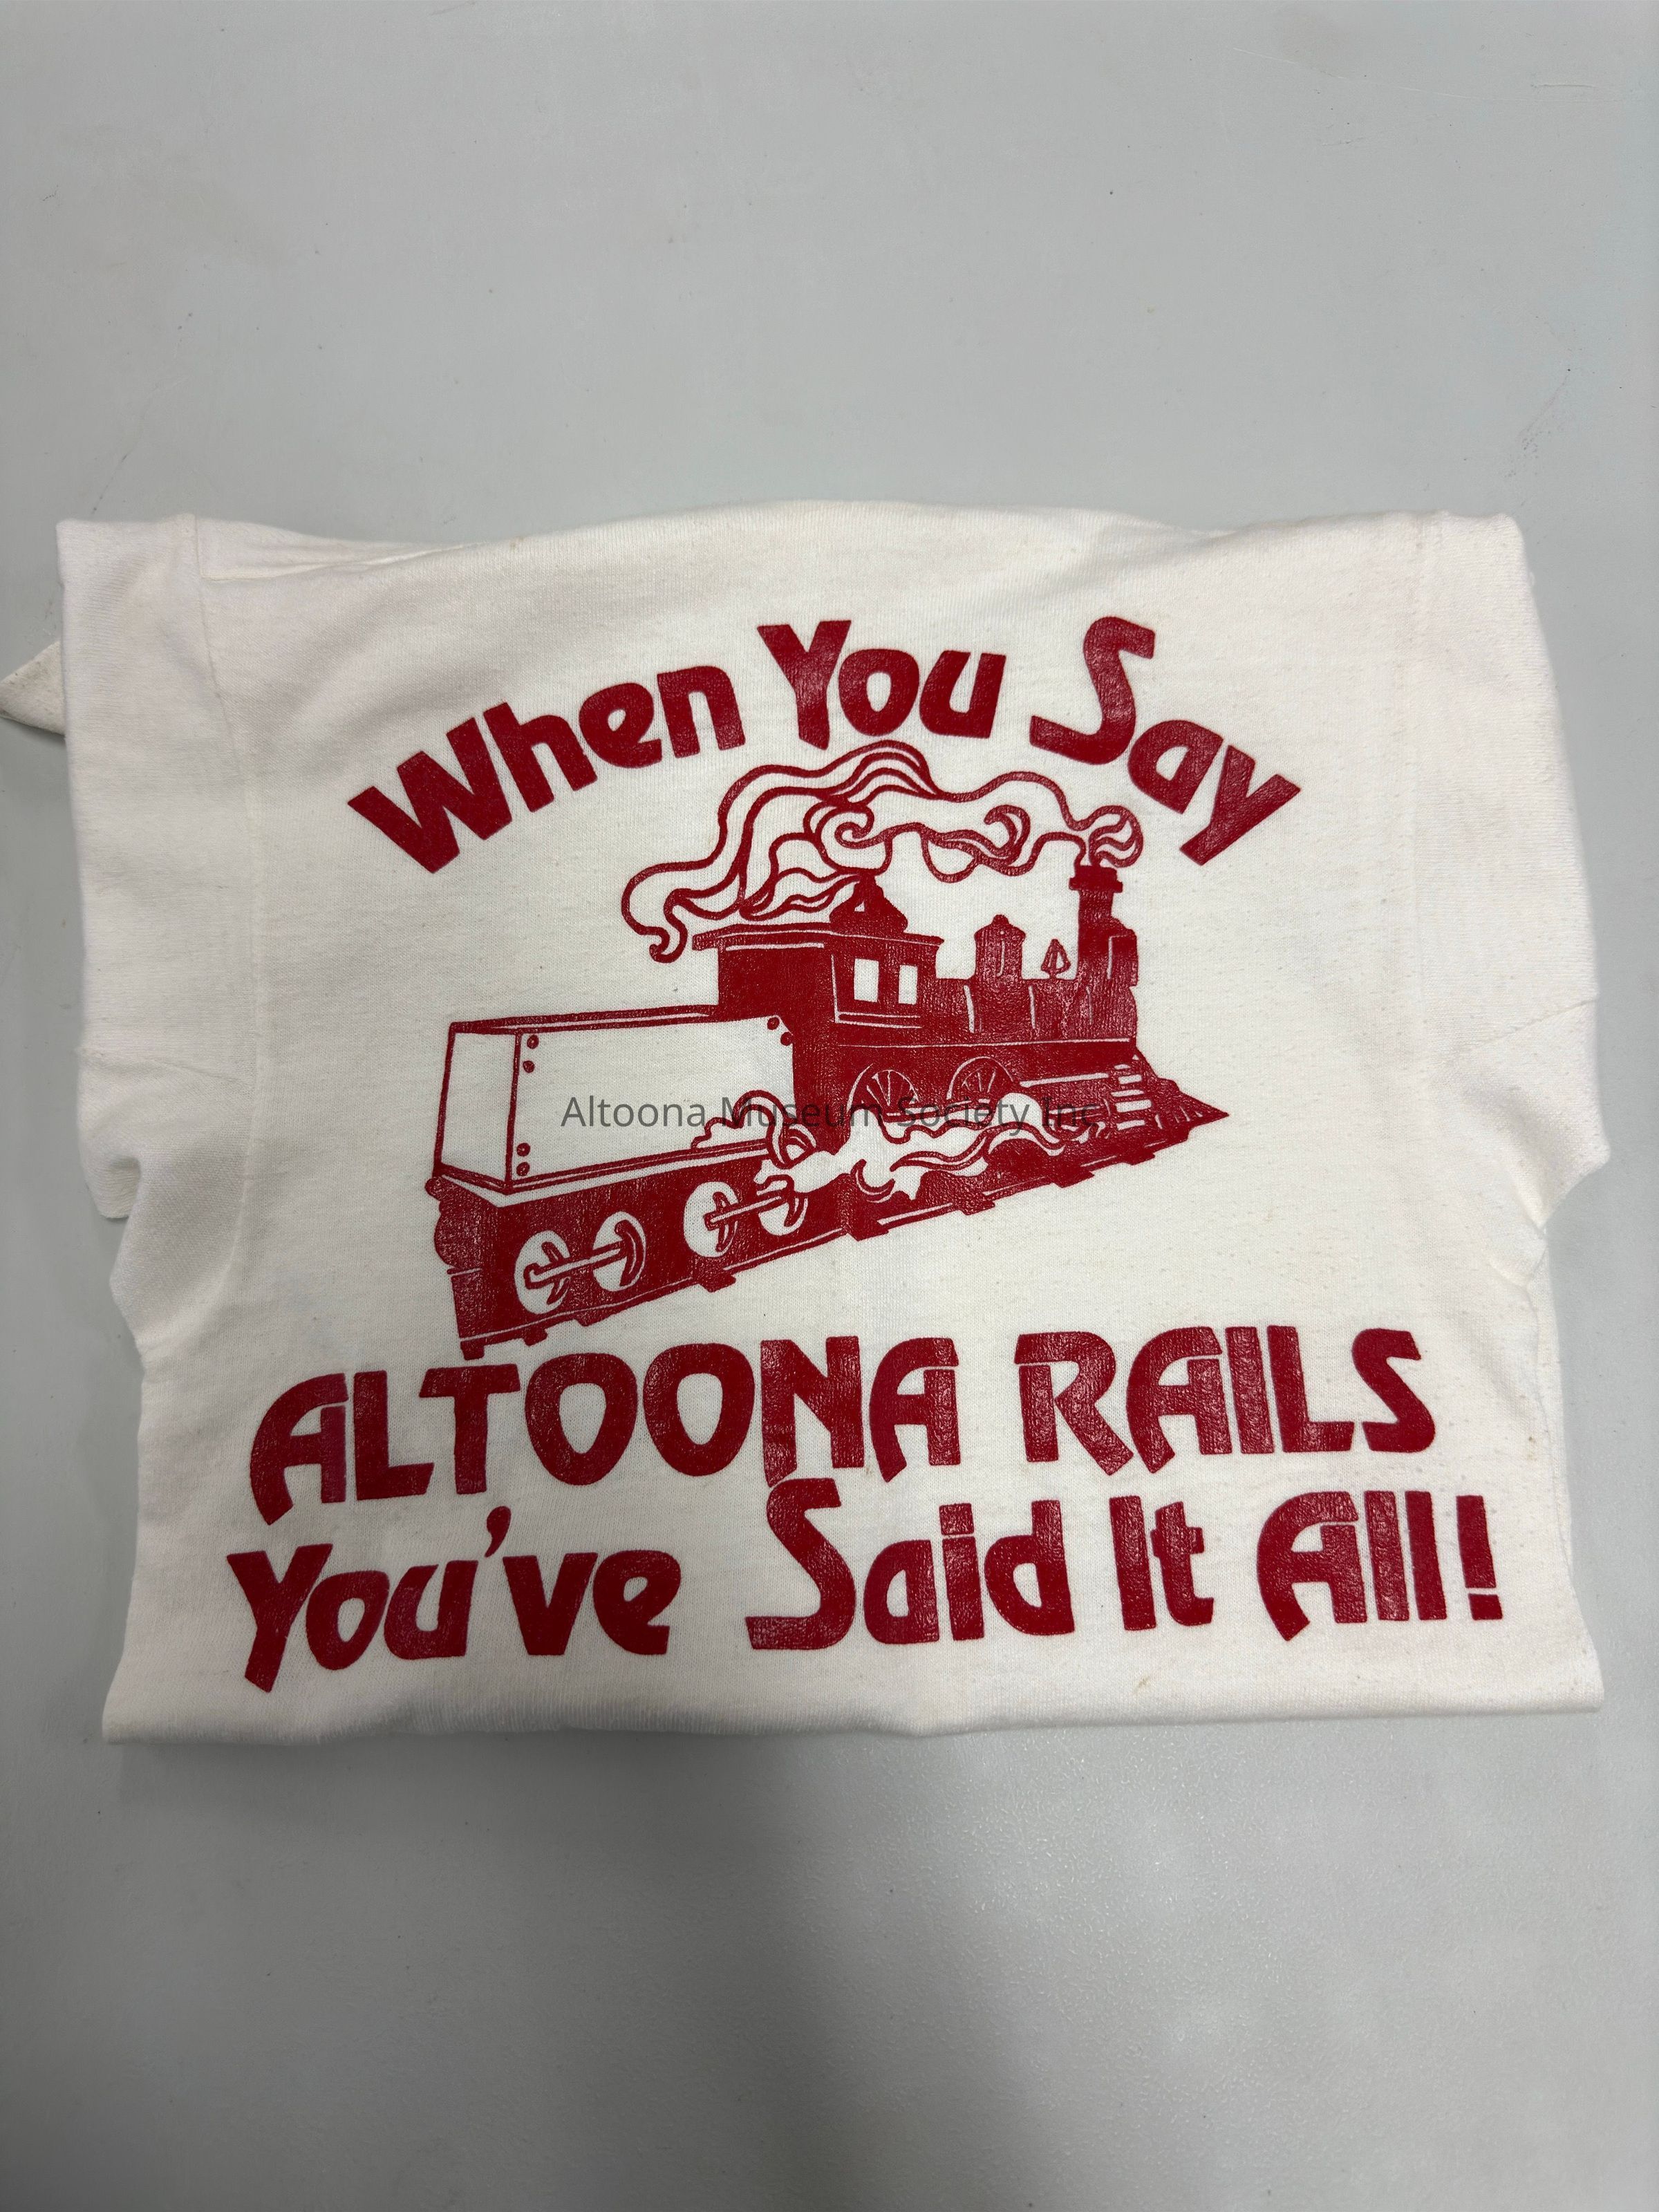 When You Say
Altoona Museum Society Inc
ALTOONA RAILS
You've Said It All!